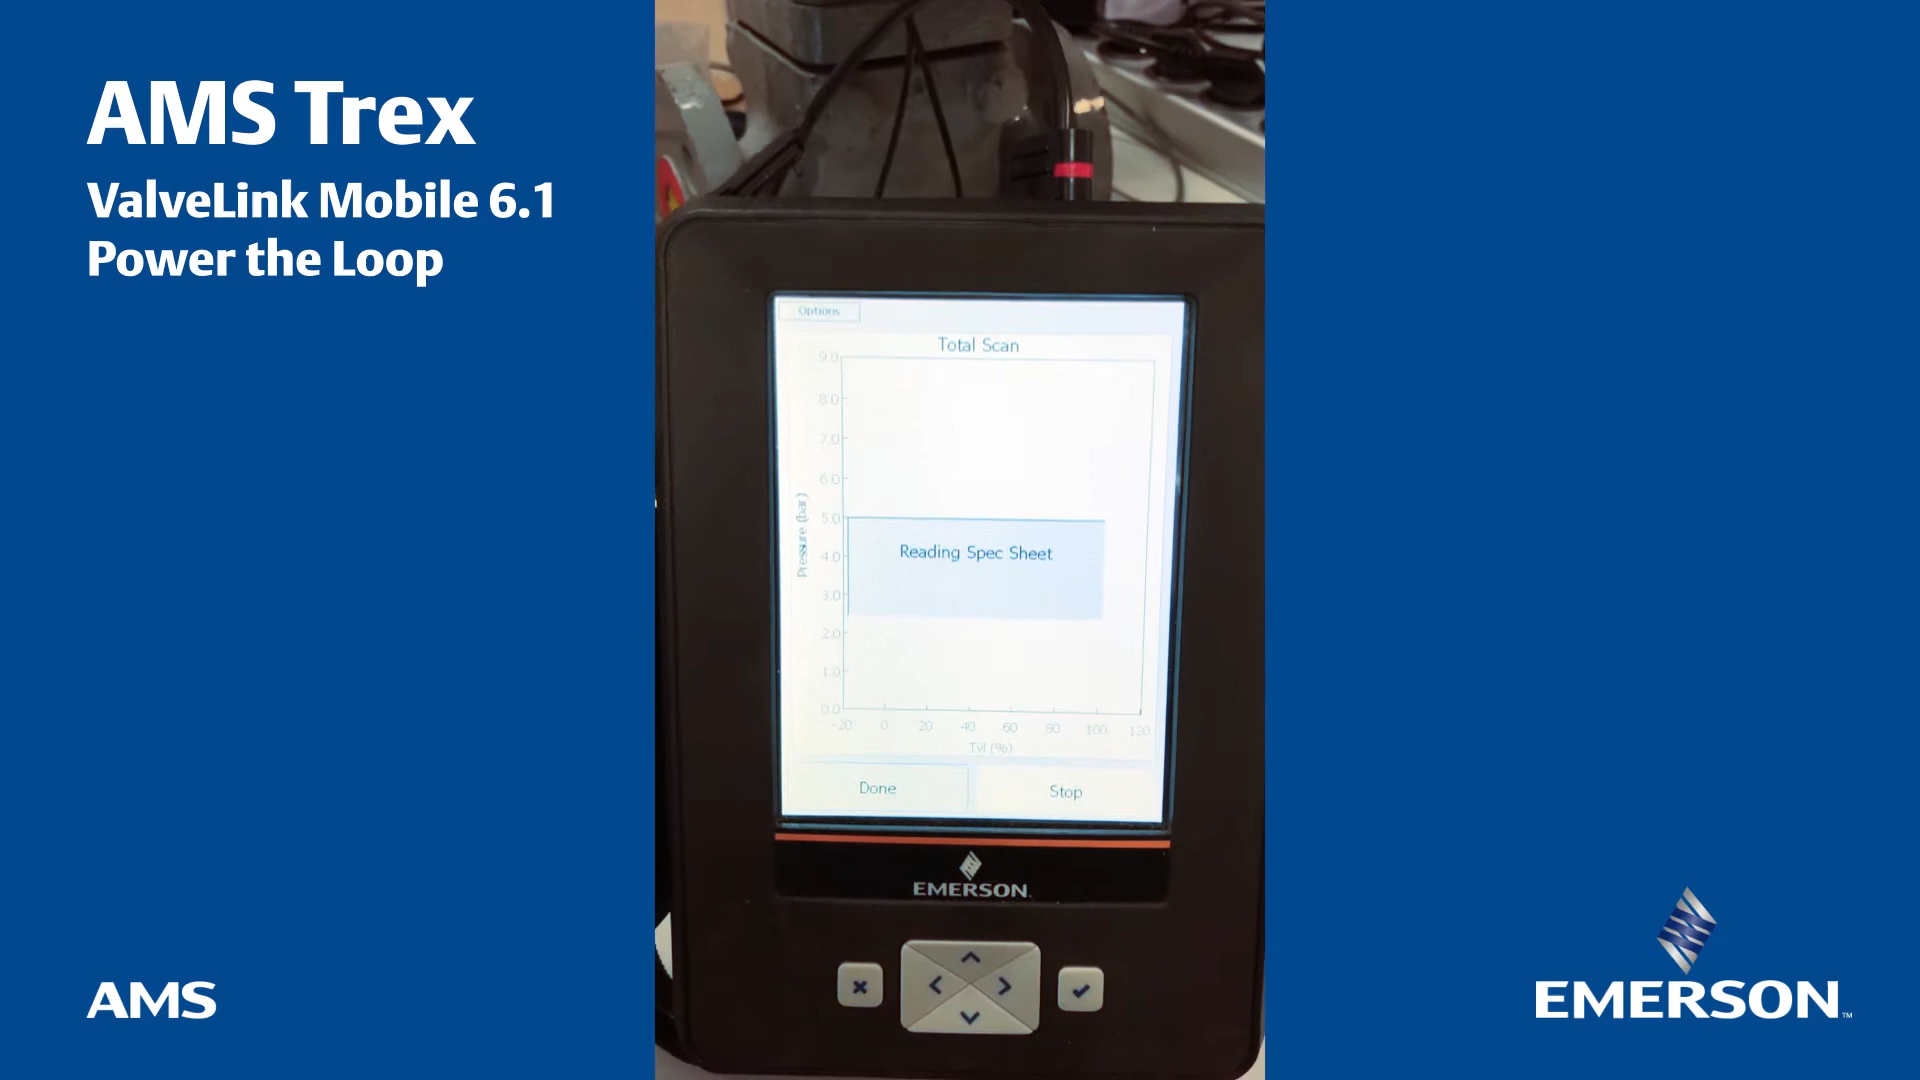 AMS Trex
ValveLink Mobile 6.1
Power the Loop
Options
Total Scan
9.0
8.0
7.0
6.0
5.0
4.0
3.0
2.0
1.0
0.0
Pressure (bar)
Reading Spec Sheet
-20 0 20 40 60 80 100 120
Tvl (%)
Done Stop
EMERSON
AMS
EMERSON™